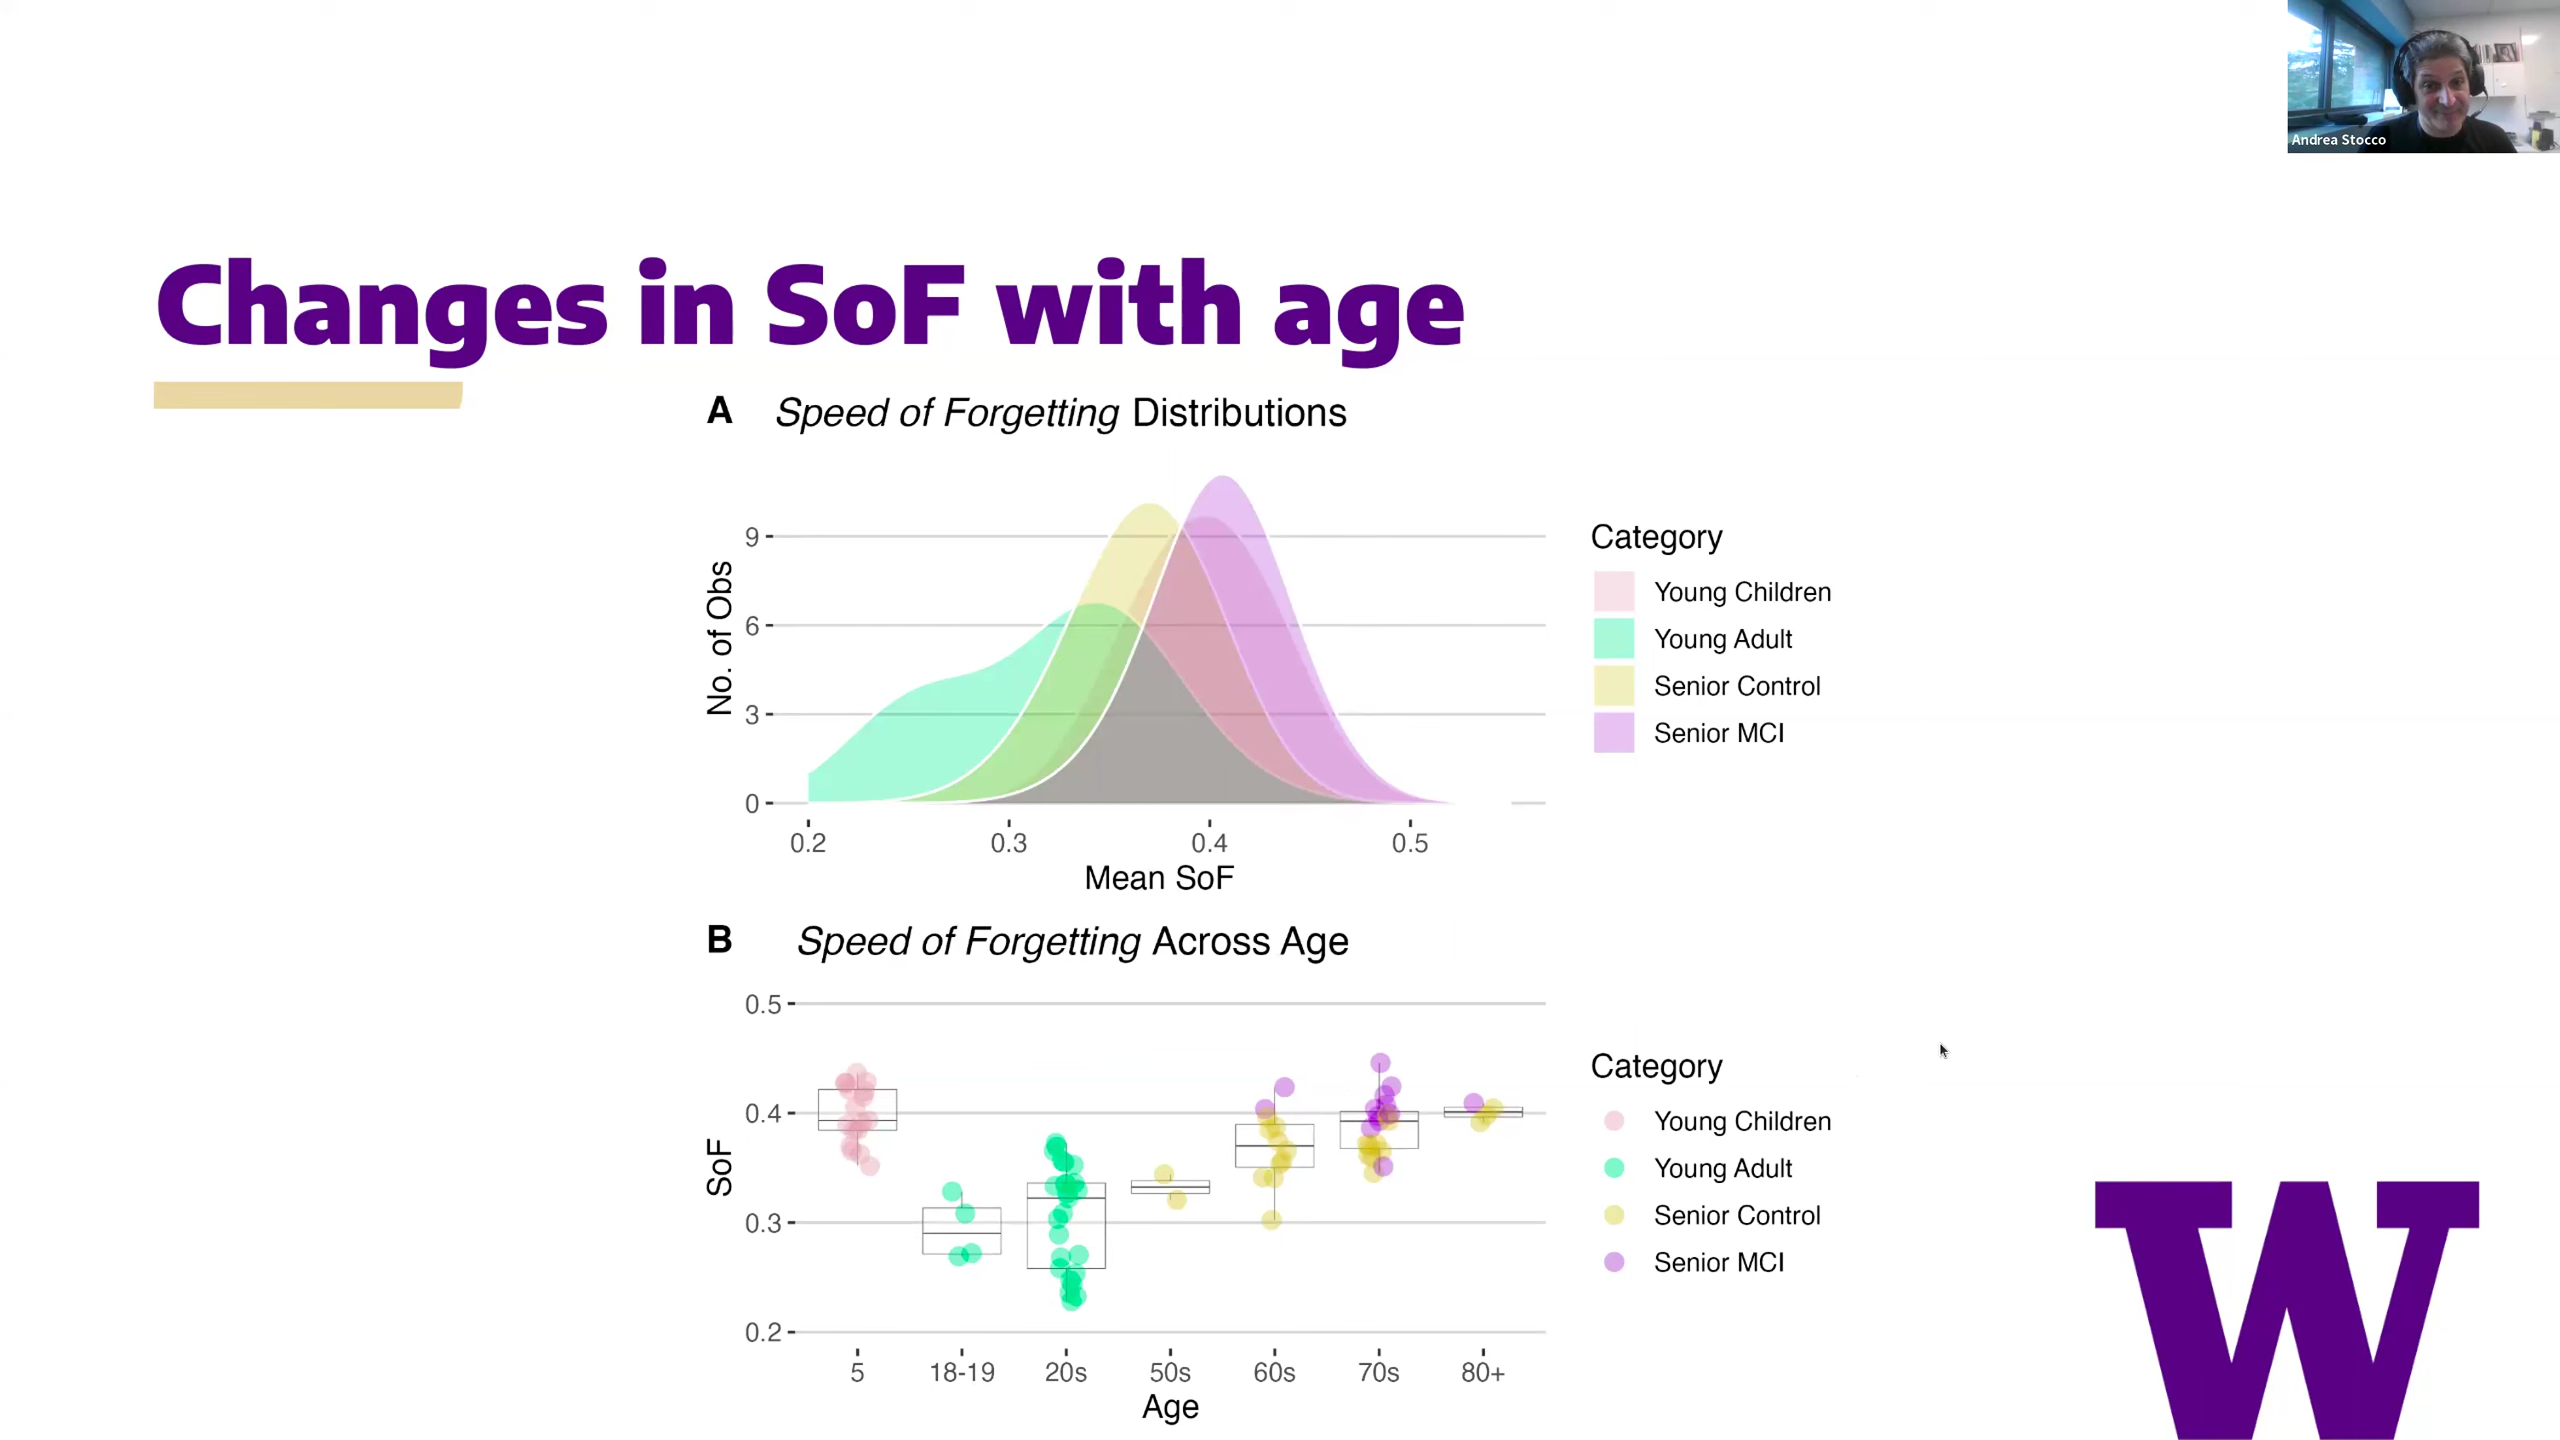 Andrea Stocco
Changes in SoF with age
A Speed of Forgetting Distributions
No. of Obs
9
6
3
0
0.2 0.3 0.4 0.5
Mean SoF
Category
Young Children
Young Adult
Senior Control
Senior MCI
B Speed of Forgetting Across Age
SoF
0.5
0.4
0.3
0.2
5 18-19 20s 50s 60s 70s 80+
Age
Category
Young Children
Young Adult
Senior Control
Senior MCI
W